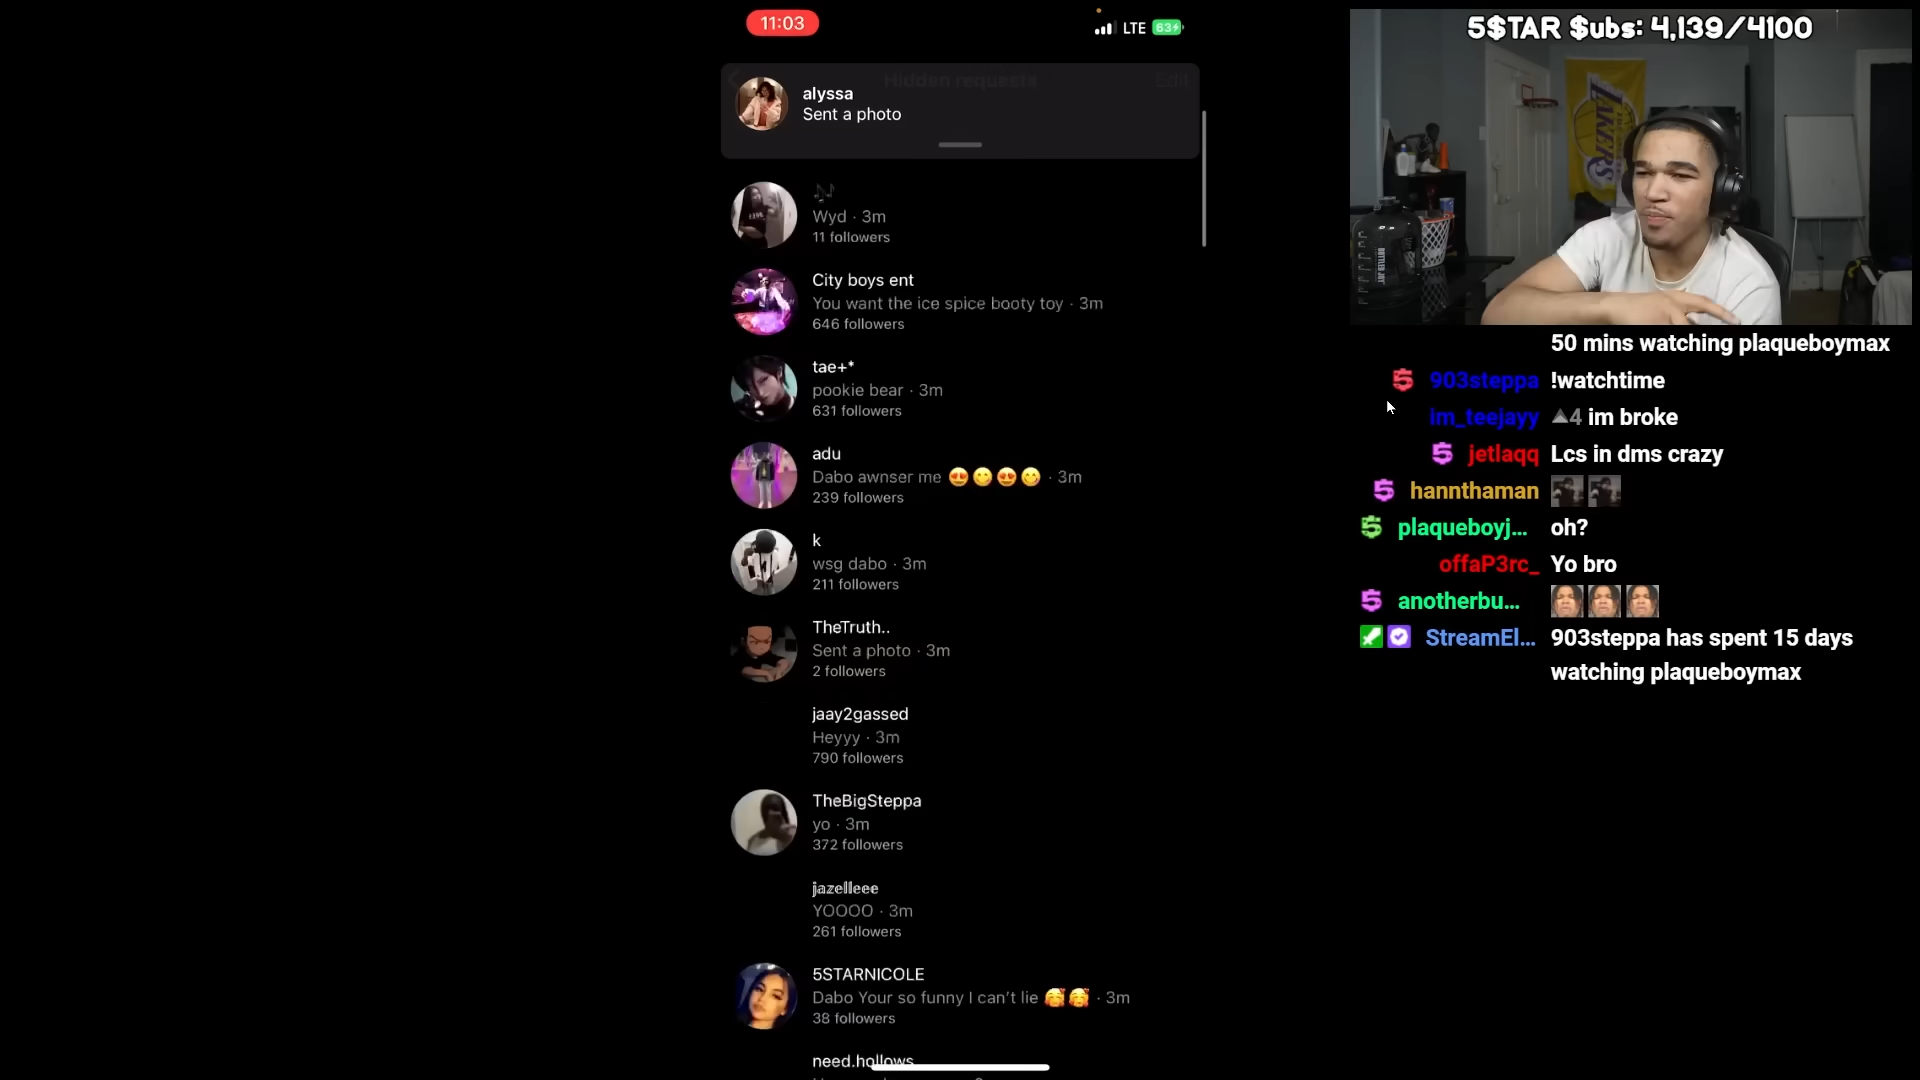 11:03
LTE
63
Hidden requests
Edit
alyssa
Sent a photo
Wyd · 3m
11 followers
City boys ent
You want the ice spice booty toy · 3m
646 followers
tae+*
pookie bear · 3m
631 followers
adu
Dabo awnser me 😍😋😍😋 · 3m
239 followers
k
wsg dabo · 3m
211 followers
TheTruth..
Sent a photo · 3m
2 followers
jaay2gassed
Heyyy · 3m
790 followers
TheBigSteppa
yo · 3m
372 followers
jazelleee
YOOOO · 3m
261 followers
5STARNICOLE
Dabo Your so funny I can't lie 🥰🥰 · 3m
38 followers
need.hollows
5$TAR $ubs: 4,139/4100
LAKERS
50 mins watching plaqueboymax
903steppa !watchtime
im_teejayy 4 im broke
jetlaqq Lcs in dms crazy
hannthaman
plaqueboyj... oh?
offaP3rc_ Yo bro
anotherbu...
StreamEl... 903steppa has spent 15 days
watching plaqueboymax